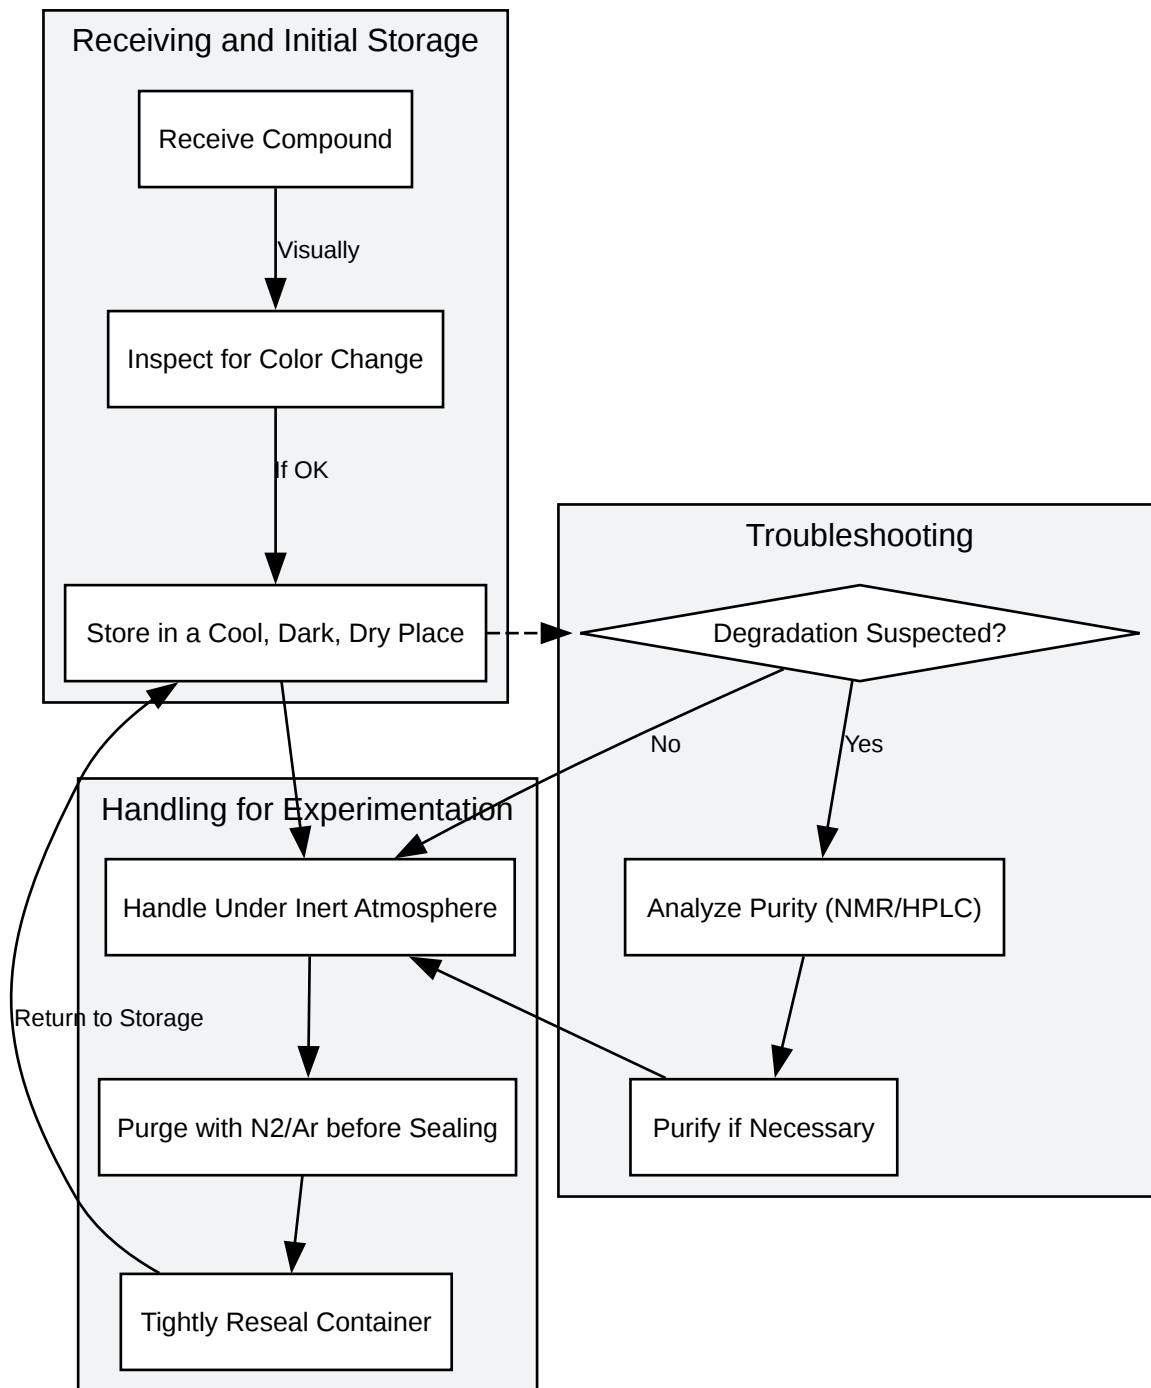 Receiving and Initial Storage
Receive Compound
Visually
Inspect for Color Change
If OK
Store in a Cool, Dark, Dry Place
Troubleshooting
Degradation Suspected?
No
Yes
Handling for Experimentation
Handle Under Inert Atmosphere
Analyze Purity (NMR/HPLC)
Return to Storage
Purge with N2/Ar before Sealing
Purify if Necessary
Tightly Reseal Container